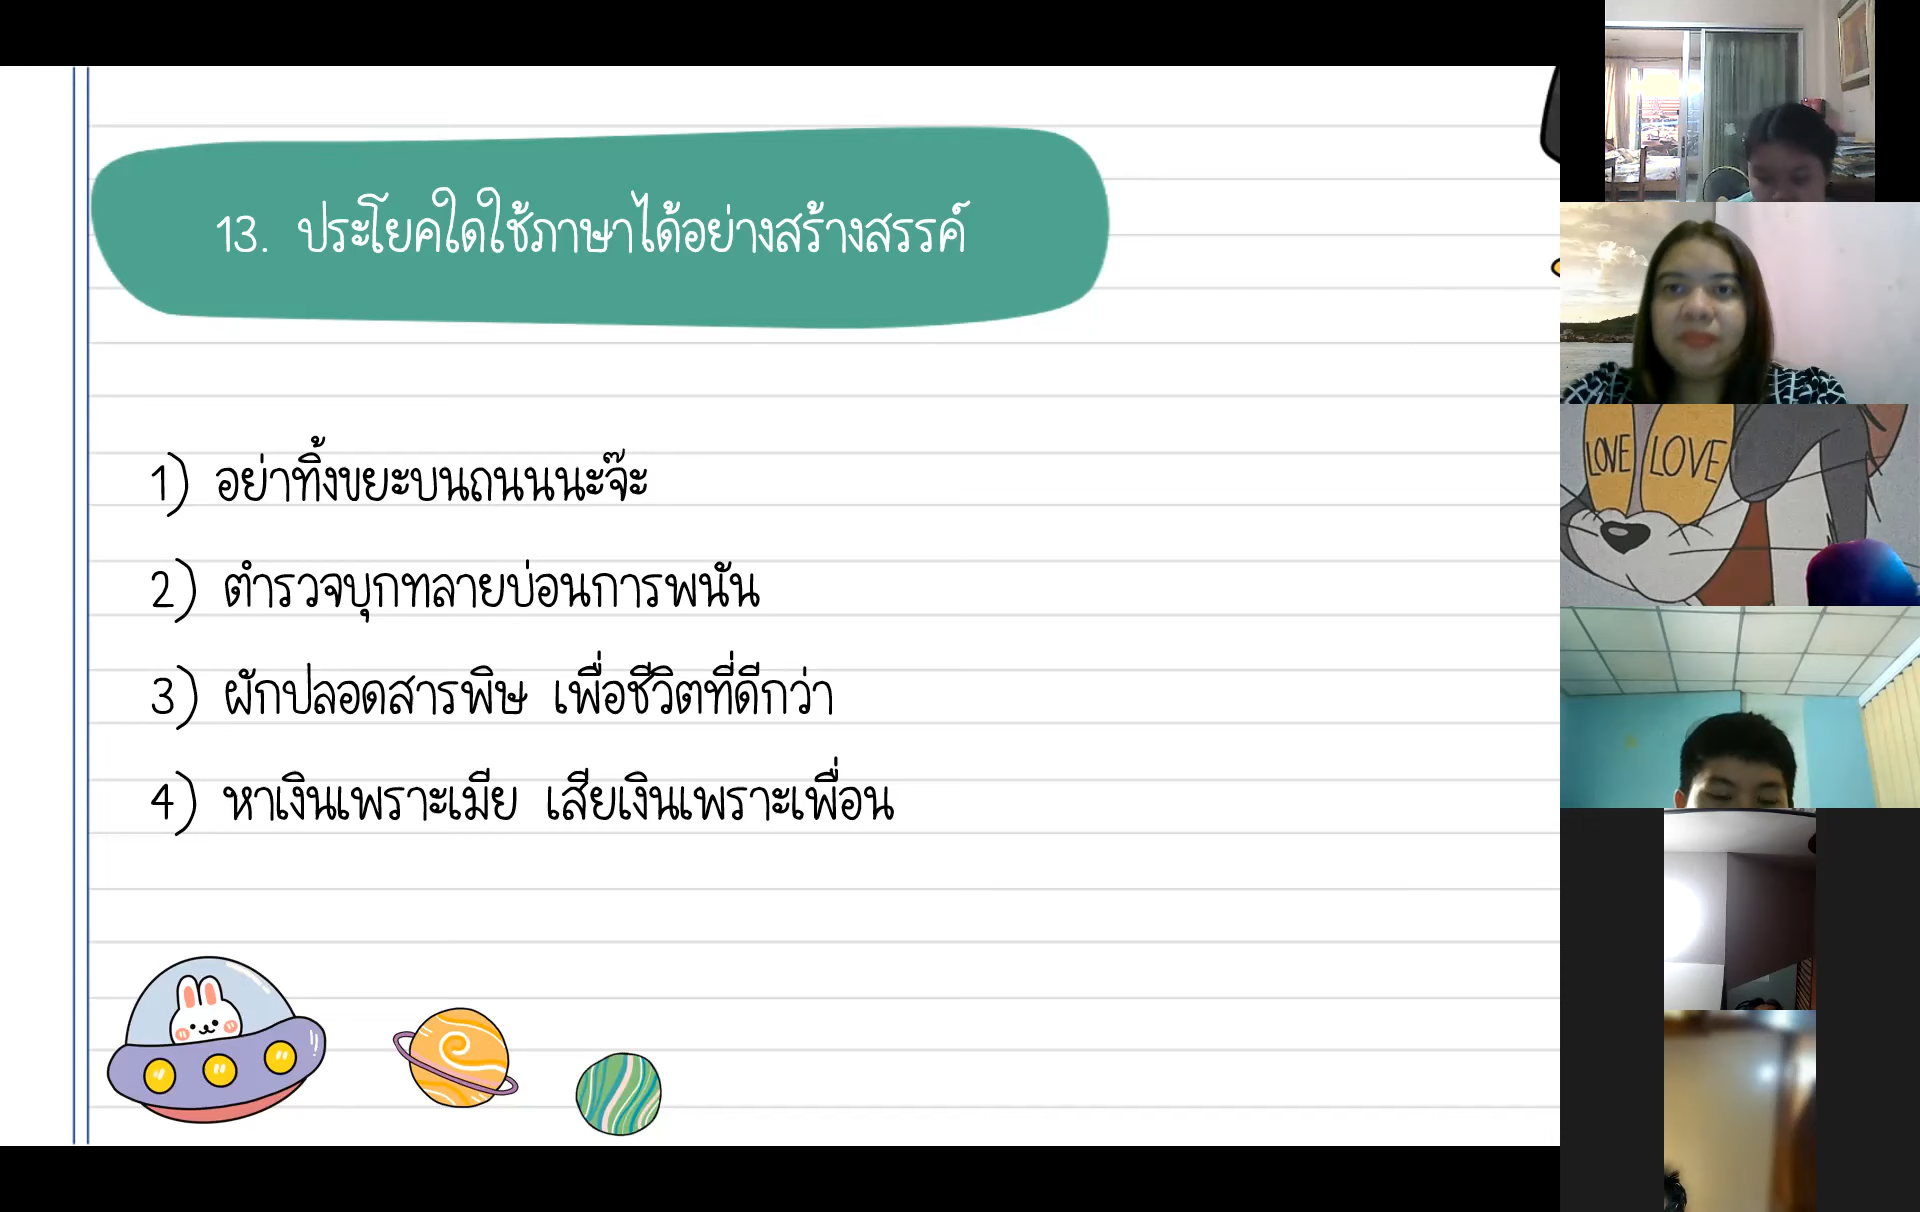 13. ประโยคใดใช้ภาษาได้อย่างสร้างสรรค์
1) อย่าทิ้งขยะบนถนนนะจ๊ะ
2) ตำรวจบุกทลายบ่อนการพนัน
3) ผักปลอดสารพิษ เพื่อชีวิตที่ดีกว่า
4) หาเงินเพราะเมีย เสียเงินเพราะเพื่อน
LOVE LOVE